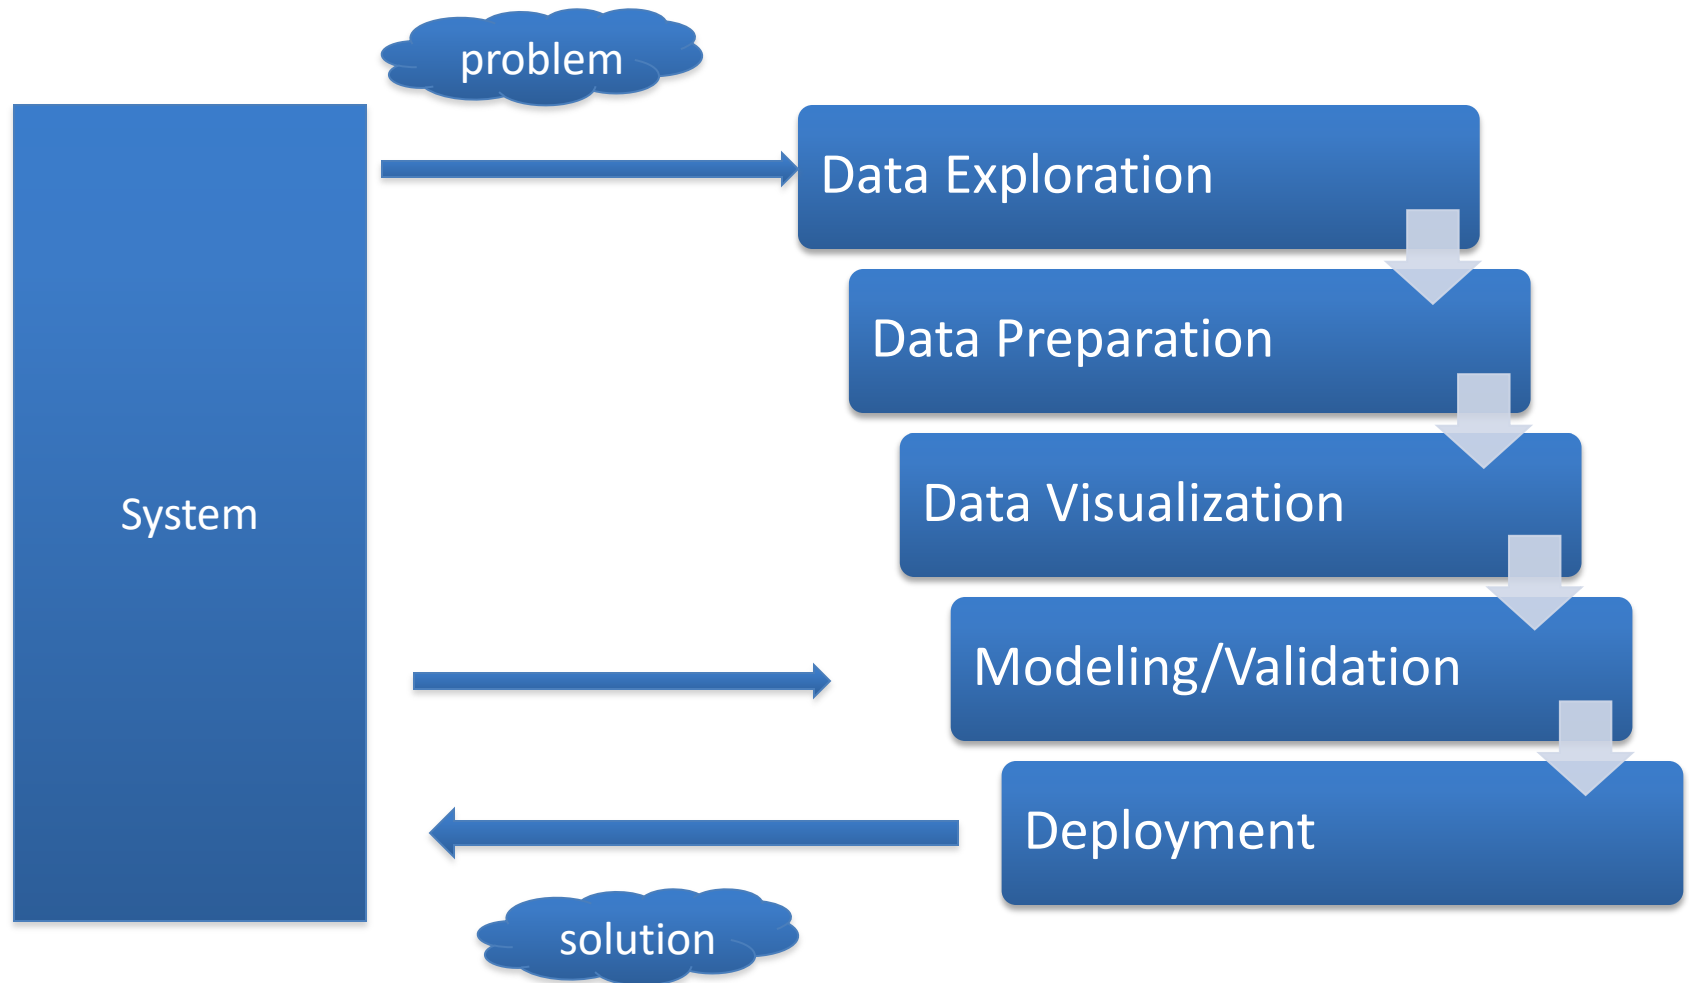 problem
Data Exploration
Data Preparation
Data Visualization
System
Modeling/Validation
Deployment
solution